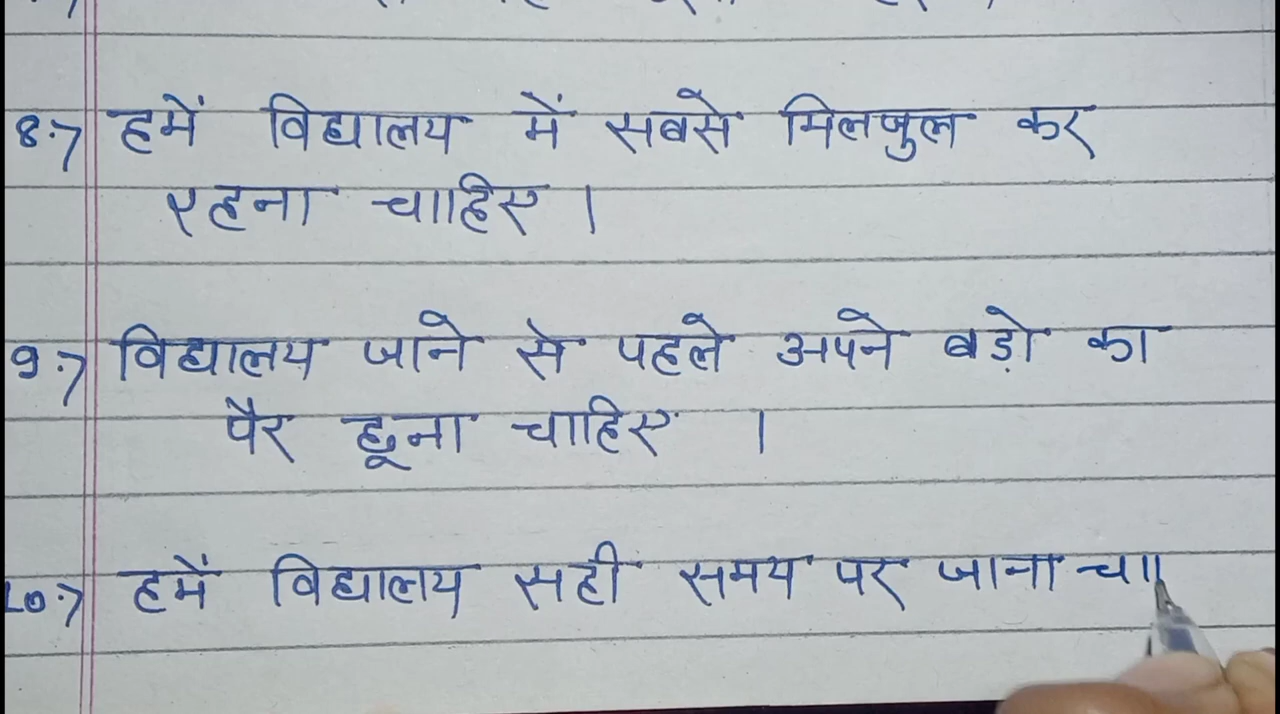 8.) हमें विद्यालय में सबसे मिलजुल कर
रहना चाहिए ।
9.) विद्यालय जाने से पहले अपने बड़ो का
पैर छूना चाहिए ।
10.) हमें विद्यालय सही समय पर जाना चा